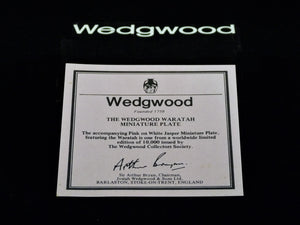 Wedgwood
Wedgwood
Founded 1759
THE WEDGWOOD WARATAH
MINIATURE PLATE
The accompanying Pink on White Jasper Miniature Plate,
featuring the Waratah is one from a worldwide limited
edition of 10,000 issued by
The Wedgwood Collectors Society.
Arthur Bryan
Sir Arthur Bryan, Chairman,
Josiah Wedgwood & Sons Ltd.
BARLASTON, STOKE-ON-TRENT, ENGLAND